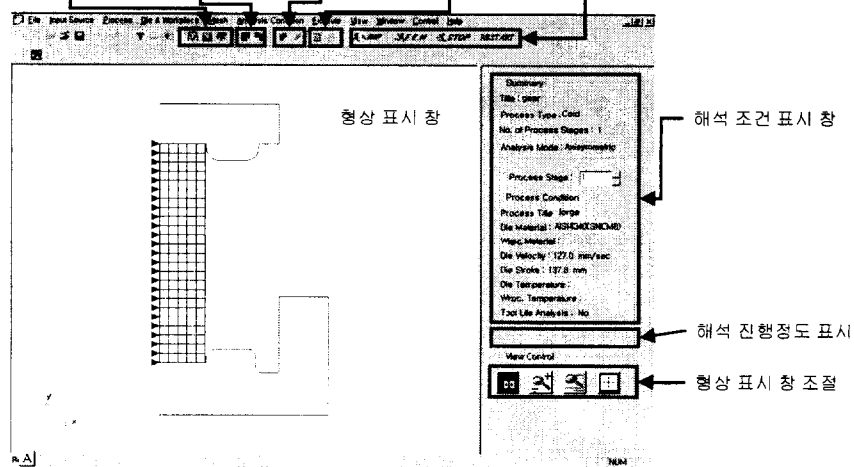 File Input Source Process Die & Workpiece Mesh Analysis Condition Execute View Window Control Help
형상 표시 창
Summary
Title : gear
Process Type : Cold
No. of Process Stages : 1
Analysis Mode : Axisymmetric
Process Stage :
Process Condition
Process Title forge
Die Material :
Wkpc. Material :
Die Velocity : 127.0 mm/sec
Die Stroke : 137.8 mm
Die Temperature :
Wkpc. Temperature :
Tool Life Analysis : No
해석 조건 표시 창
해석 진행정도 표시
View Control
형상 표시 창 조절
y
x
NUM